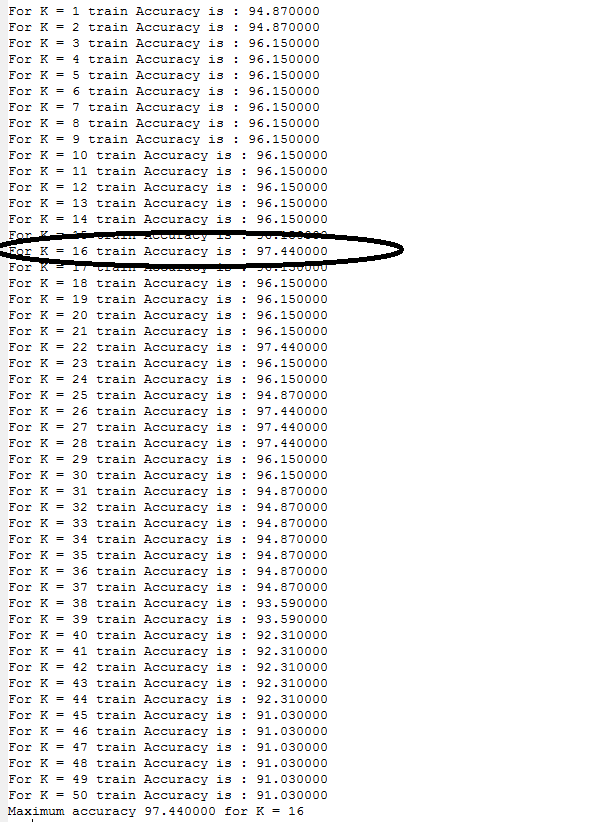 For K = 1 train Accuracy is : 94.870000
For K = 2 train Accuracy is : 94.870000
For K = 3 train Accuracy is : 96.150000
For K = 4 train Accuracy is : 96.150000
For K = 5 train Accuracy is : 96.150000
For K = 6 train Accuracy is : 96.150000
For K = 7 train Accuracy is : 96.150000
For K = 8 train Accuracy is : 96.150000
For K = 9 train Accuracy is : 96.150000
For K = 10 train Accuracy is : 96.150000
For K = 11 train Accuracy is : 96.150000
For K = 12 train Accuracy is : 96.150000
For K = 13 train Accuracy is : 96.150000
For K = 14 train Accuracy is : 96.150000
For K = 15 train Accuracy is : 96.150000
For K = 16 train Accuracy is : 97.440000
For K = 17 train Accuracy is : 96.150000
For K = 18 train Accuracy is : 96.150000
For K = 19 train Accuracy is : 96.150000
For K = 20 train Accuracy is : 96.150000
For K = 21 train Accuracy is : 96.150000
For K = 22 train Accuracy is : 97.440000
For K = 23 train Accuracy is : 96.150000
For K = 24 train Accuracy is : 96.150000
For K = 25 train Accuracy is : 94.870000
For K = 26 train Accuracy is : 97.440000
For K = 27 train Accuracy is : 97.440000
For K = 28 train Accuracy is : 97.440000
For K = 29 train Accuracy is : 96.150000
For K = 30 train Accuracy is : 96.150000
For K = 31 train Accuracy is : 94.870000
For K = 32 train Accuracy is : 94.870000
For K = 33 train Accuracy is : 94.870000
For K = 34 train Accuracy is : 94.870000
For K = 35 train Accuracy is : 94.870000
For K = 36 train Accuracy is : 94.870000
For K = 37 train Accuracy is : 94.870000
For K = 38 train Accuracy is : 93.590000
For K = 39 train Accuracy is : 93.590000
For K = 40 train Accuracy is : 92.310000
For K = 41 train Accuracy is : 92.310000
For K = 42 train Accuracy is : 92.310000
For K = 43 train Accuracy is : 92.310000
For K = 44 train Accuracy is : 92.310000
For K = 45 train Accuracy is : 91.030000
For K = 46 train Accuracy is : 91.030000
For K = 47 train Accuracy is : 91.030000
For K = 48 train Accuracy is : 91.030000
For K = 49 train Accuracy is : 91.030000
For K = 50 train Accuracy is : 91.030000
Maximum accuracy 97.440000 for K = 16